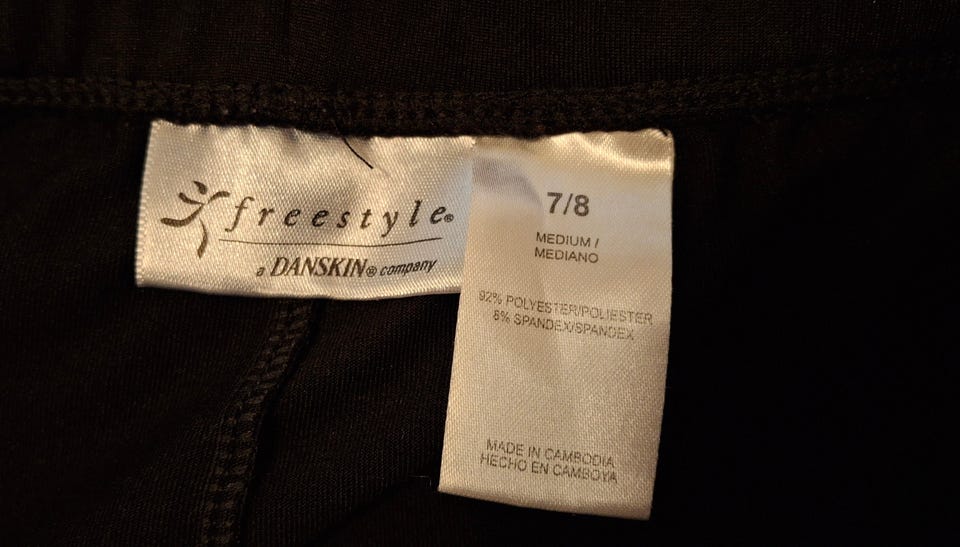 freestyle®
a DANSKIN® company
7/8
MEDIUM /
MEDIANO
92% POLYESTER/POLIESTER
8% SPANDEX/SPANDEX
MADE IN CAMBODIA
HECHO EN CAMBOYA